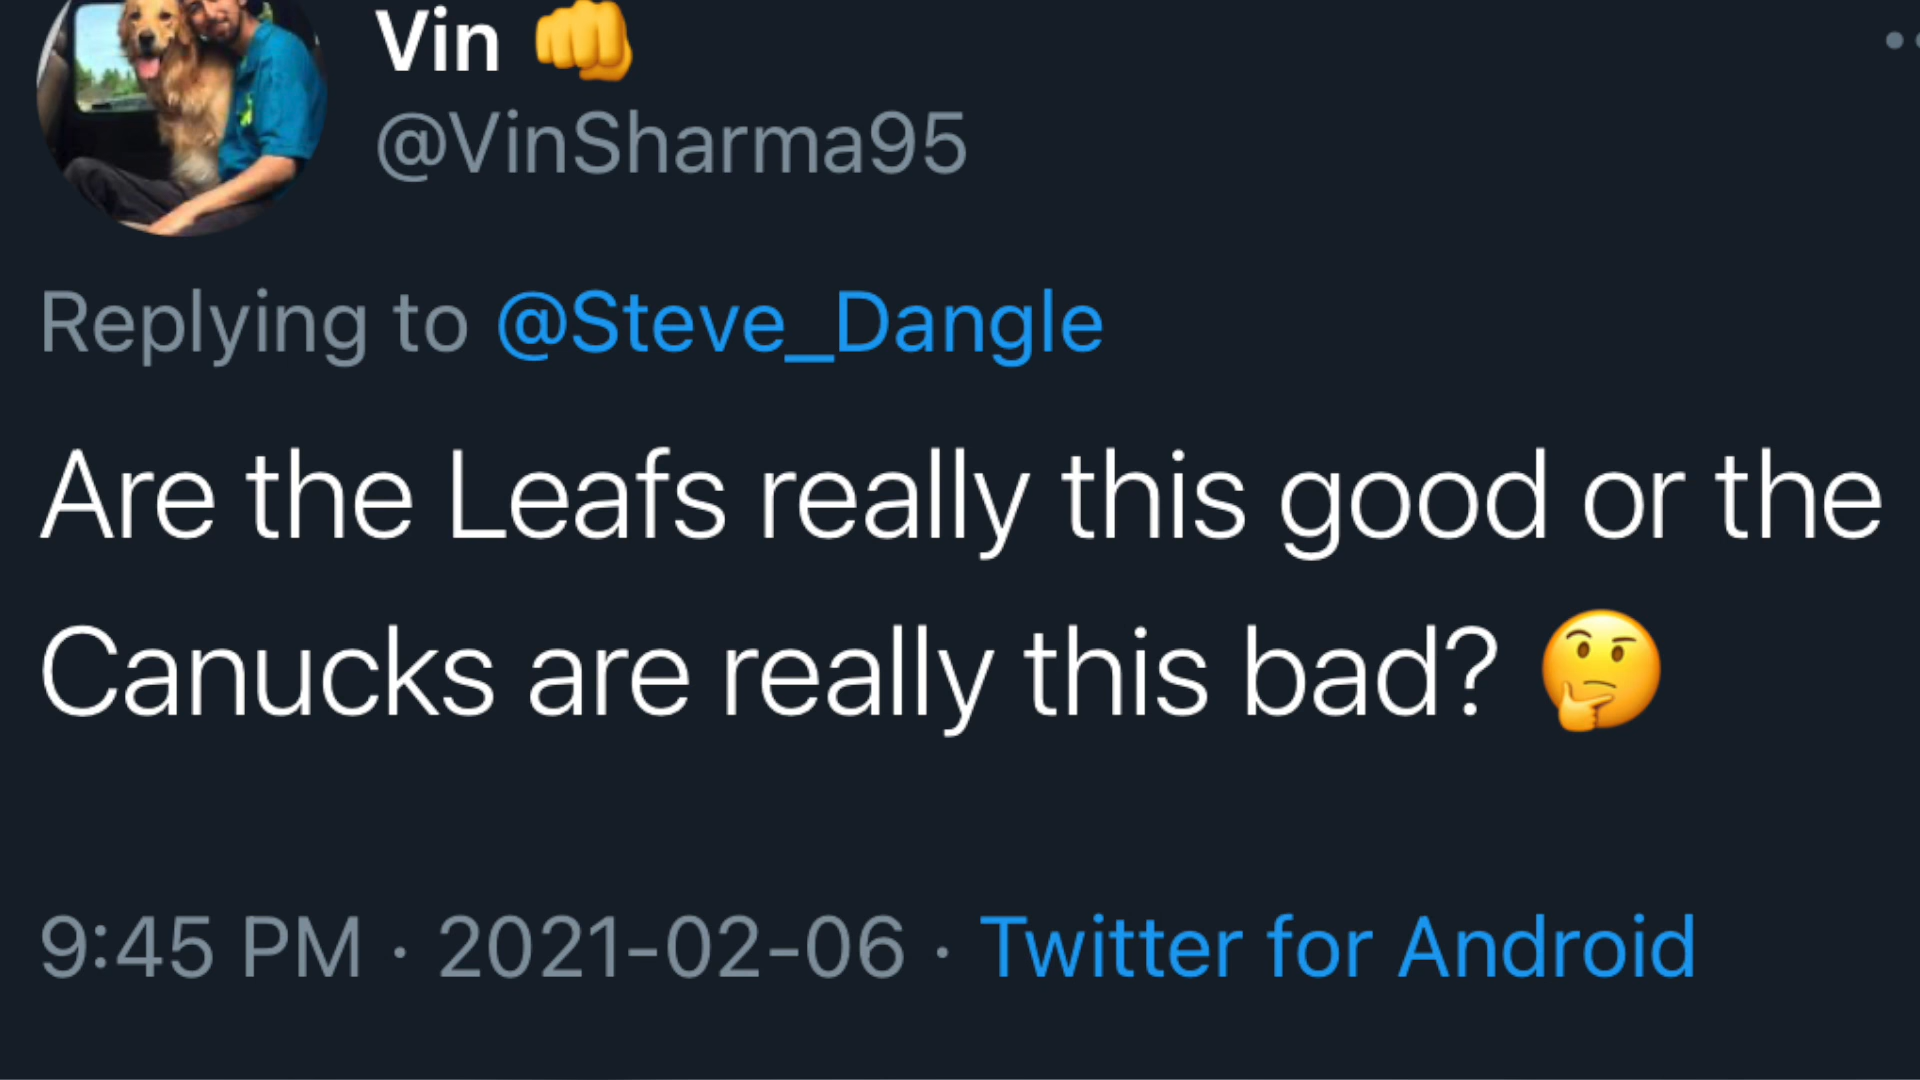 Vin 👊
@VinSharma95
Replying to @Steve_Dangle
Are the Leafs really this good or the
Canucks are really this bad? 🤔
9:45 PM · 2021-02-06 · Twitter for Android